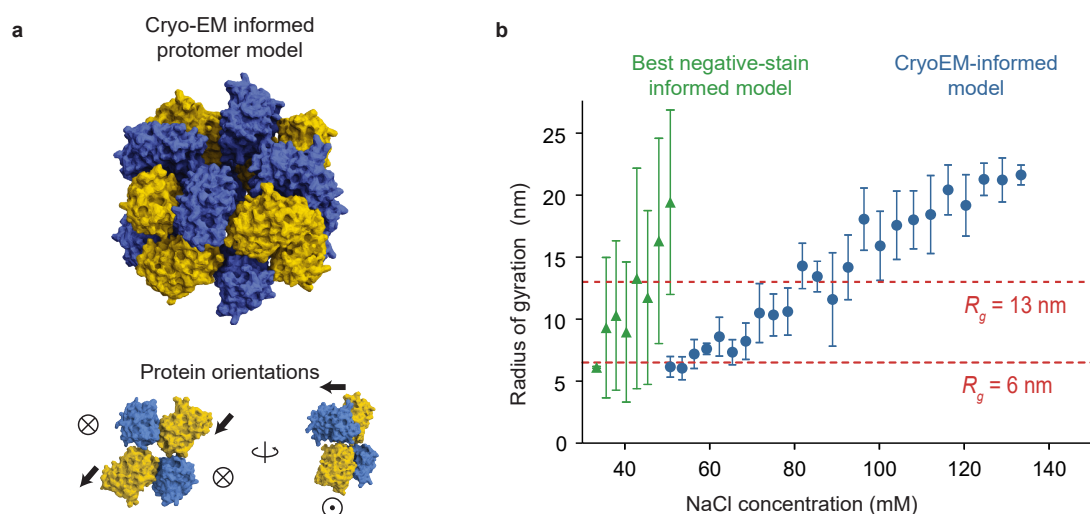 a
Cryo-EM informed
protomer model
Protein orientations
b
Best negative-stain
informed model
CryoEM-informed
model
Radius of gyration (nm)
25
20
15
10
5
0
Rg = 13 nm
Rg = 6 nm
40
60
80
100
120
140
NaCl concentration (mM)